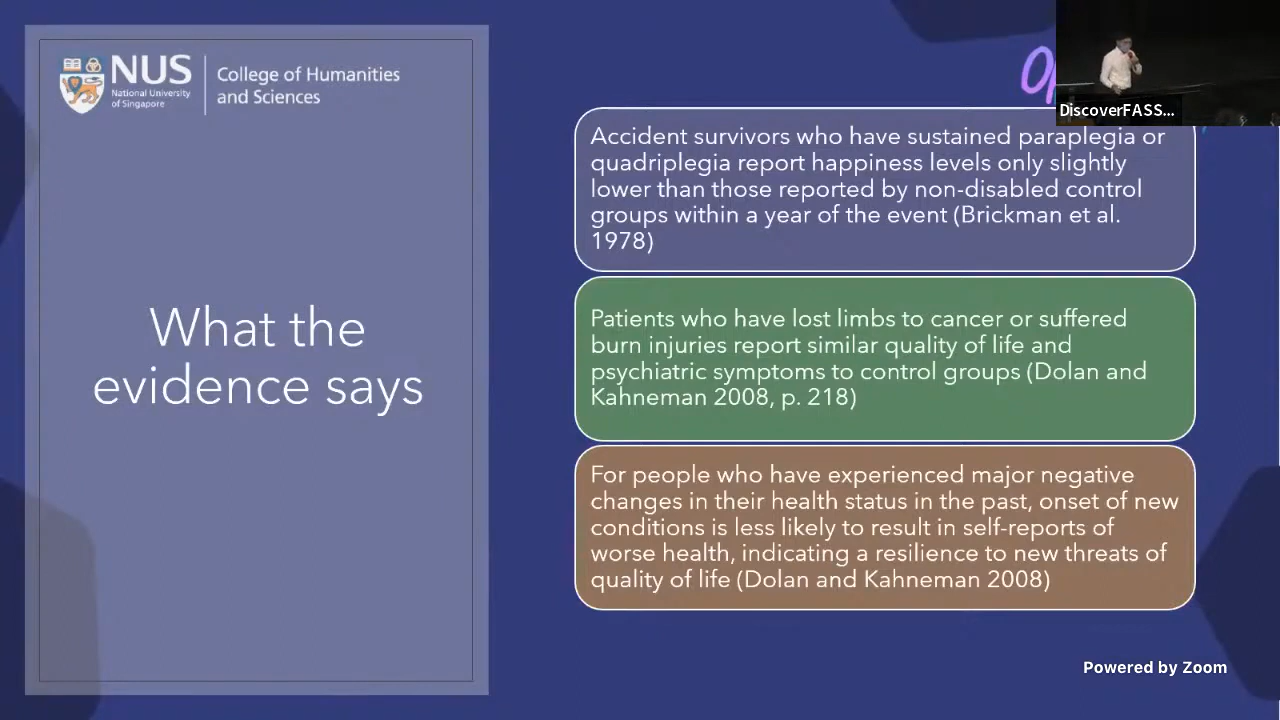 NUS
National University
of Singapore
College of Humanities
and Sciences
What the
evidence says
DiscoverFASS...
Accident survivors who have sustained paraplegia or
quadriplegia report happiness levels only slightly
lower than those reported by non-disabled control
groups within a year of the event (Brickman et al.
1978)
Patients who have lost limbs to cancer or suffered
burn injuries report similar quality of life and
psychiatric symptoms to control groups (Dolan and
Kahneman 2008, p. 218)
For people who have experienced major negative
changes in their health status in the past, onset of new
conditions is less likely to result in self-reports of
worse health, indicating a resilience to new threats of
quality of life (Dolan and Kahneman 2008)
Powered by Zoom